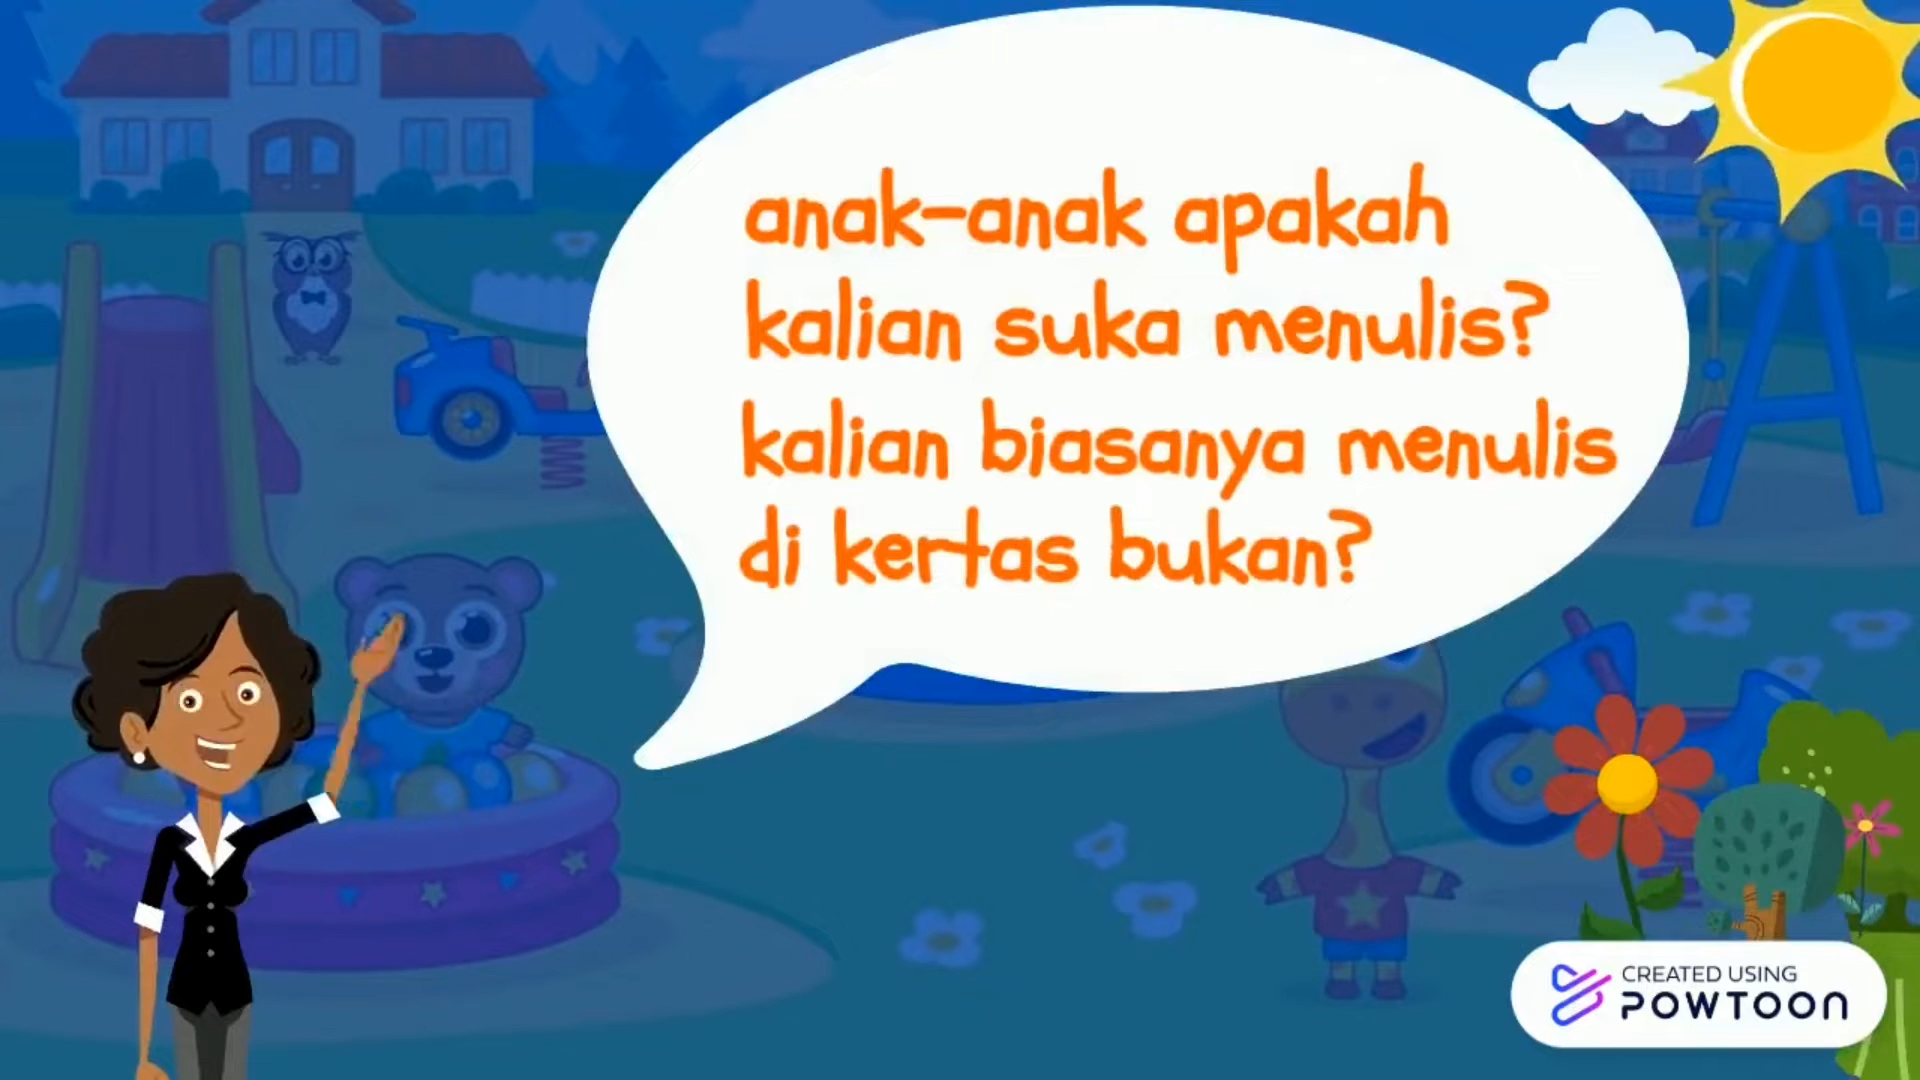 anak-anak apakah
kalian suka menulis?
kalian biasanya menulis
di kertas bukan?
CREATED USING
POWTOON